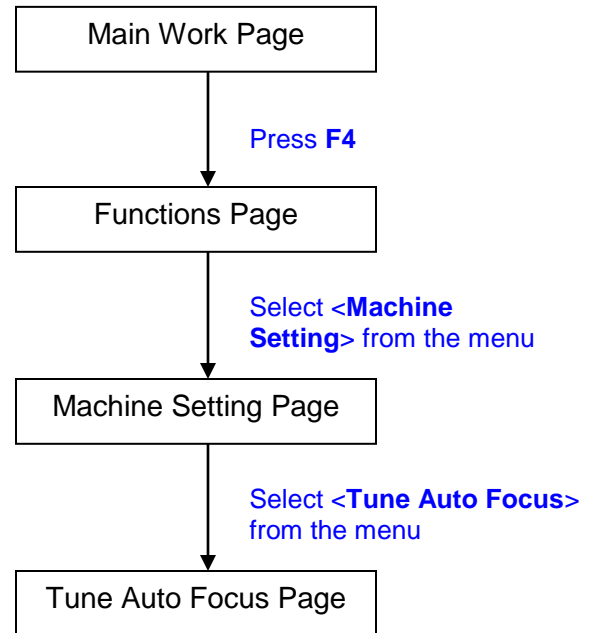 Main Work Page
Press F4
Functions Page
Select <Machine
Setting> from the menu
Machine Setting Page
Select <Tune Auto Focus>
from the menu
Tune Auto Focus Page